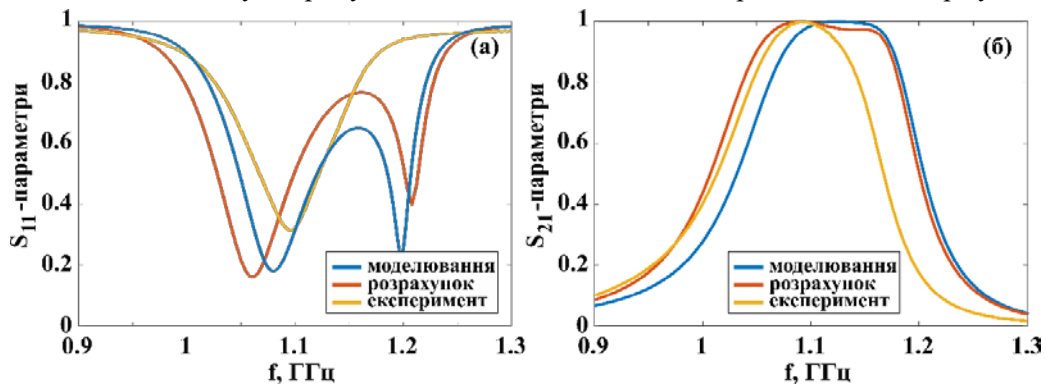 (а)
S11-параметри
1
0.8
0.6
0.4
0.2
0
0.9
1
1.1
1.2
1.3
f, ГГц
моделювання
розрахунок
експеримент
(б)
S21-параметри
1
0.8
0.6
0.4
0.2
0
0.9
1
1.1
1.2
1.3
f, ГГц
моделювання
розрахунок
експеримент